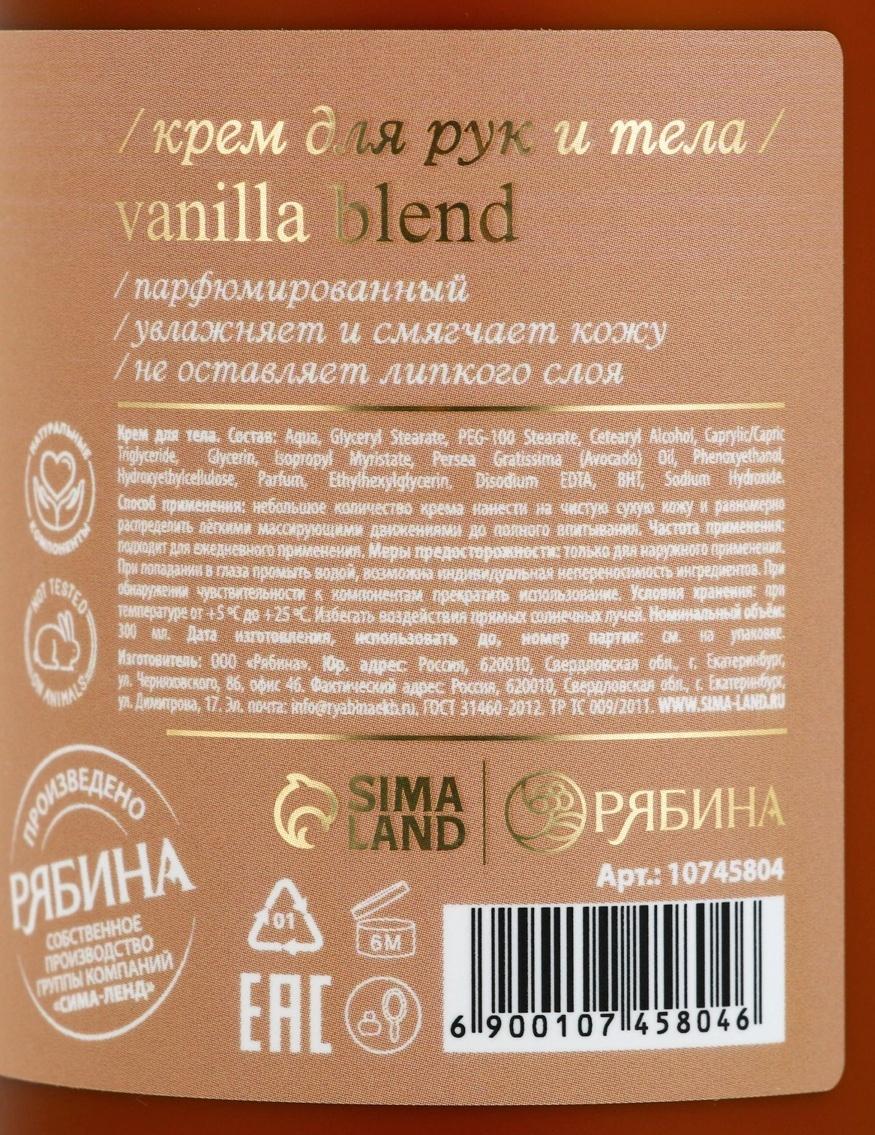 / крем для рук и тела /
vanilla blend
/ парфюмированный
/ увлажняет и смягчает кожу
/ не оставляет липкого слоя
Крем для тела. Состав: Aqua, Glyceryl Stearate, PEG-100 Stearate, Cetearyl Alcohol, Caprylic/Capric
Triglyceride, Glycerin, Isopropyl Myristate, Persea Gratissima (Avocado) Oil, Phenoxyethanol,
Hydroxyethylcellulose, Parfum, Ethylhexylglycerin, Disodium EDTA, BHT, Sodium Hydroxide.
Способ применения: небольшое количество крема нанести на чистую сухую кожу и равномерно
распределить лёгкими массирующими движениями до полного впитывания. Частота применения:
подходит для ежедневного применения. Меры предосторожности: только для наружного применения.
При попадании в глаза промыть водой, возможна индивидуальная непереносимость ингредиентов. При
обнаружении чувствительности к компонентам прекратить использование. Условия хранения: при
температуре от +5 °C до +25 °C. Избегать воздействия прямых солнечных лучей. Номинальный объём:
300 мл. Дата изготовления, использовать до, номер партии: см. на упаковке.
Изготовитель: ООО «Рябина». Юр. адрес: Россия, 620010, Свердловская обл., г. Екатеринбург,
ул. Черняховского, 86, офис 46. Фактический адрес: Россия, 620010, Свердловская обл., г. Екатеринбург,
ул. Димитрова, 17. Эл. почта: info@ryabinaekb.ru. ГОСТ 31460-2012. ТР ТС 009/2011. WWW.SIMA-LAND.RU
НАТУРАЛЬНЫЕ
КОМПОНЕНТЫ
NOT TESTED
ON ANIMALS
ПРОИЗВЕДЕНО
РЯБИНА
СОБСТВЕННОЕ
ПРОИЗВОДСТВО
ГРУППЫ КОМПАНИЙ
«СИМА-ЛЕНД»
SIMA
LAND
РЯБИНА
Арт.: 10745804
01
6M
EAC
6 900107 458046